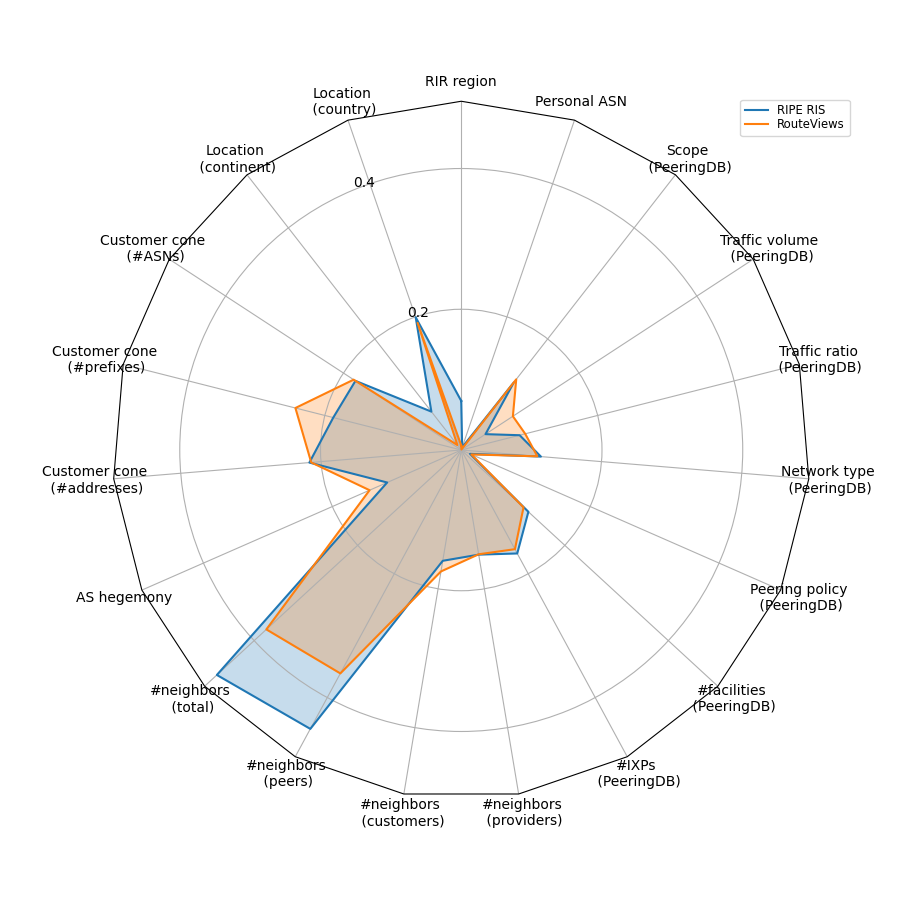 RIR region
Location
(country)
Personal ASN
RIPE RIS
RouteViews
Location
(continent)
Scope
(PeeringDB)
0.4
Customer cone
(#ASNs)
Traffic volume
(PeeringDB)
0.2
Customer cone
(#prefixes)
Traffic ratio
(PeeringDB)
Customer cone
(#addresses)
Network type
(PeeringDB)
AS hegemony
Peering policy
(PeeringDB)
#neighbors
(total)
#facilities
(PeeringDB)
#neighbors
(peers)
#IXPs
(PeeringDB)
#neighbors
(customers)
#neighbors
(providers)